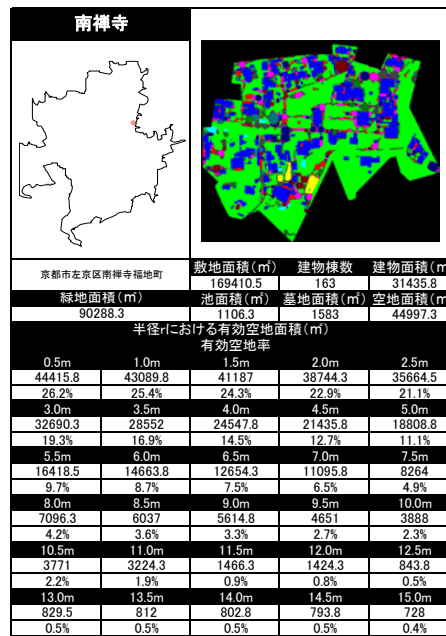 南禅寺
京都市左京区南禅寺福地町
敷地面積(㎡) 建物棟数 建物面積(㎡)
169410.5 163 31435.8
緑地面積(㎡) 池面積(㎡) 墓地面積(㎡) 空地面積(㎡)
90288.3 1106.3 1583 44997.3
半径rにおける有効空地面積(㎡)
有効空地率
0.5m 1.0m 1.5m 2.0m 2.5m
44415.8 43089.8 41187 38744.3 35664.5
26.2% 25.4% 24.3% 22.9% 21.1%
3.0m 3.5m 4.0m 4.5m 5.0m
32690.3 28552 24547.8 21435.8 18808.8
19.3% 16.9% 14.5% 12.7% 11.1%
5.5m 6.0m 6.5m 7.0m 7.5m
16418.5 14663.8 12654.3 11095.8 8264
9.7% 8.7% 7.5% 6.5% 4.9%
8.0m 8.5m 9.0m 9.5m 10.0m
7096.3 6037 5614.8 4651 3888
4.2% 3.6% 3.3% 2.7% 2.3%
10.5m 11.0m 11.5m 12.0m 12.5m
3771 3224.3 1466.3 1424.3 843.8
2.2% 1.9% 0.9% 0.8% 0.5%
13.0m 13.5m 14.0m 14.5m 15.0m
829.5 812 802.8 793.8 728
0.5% 0.5% 0.5% 0.5% 0.4%